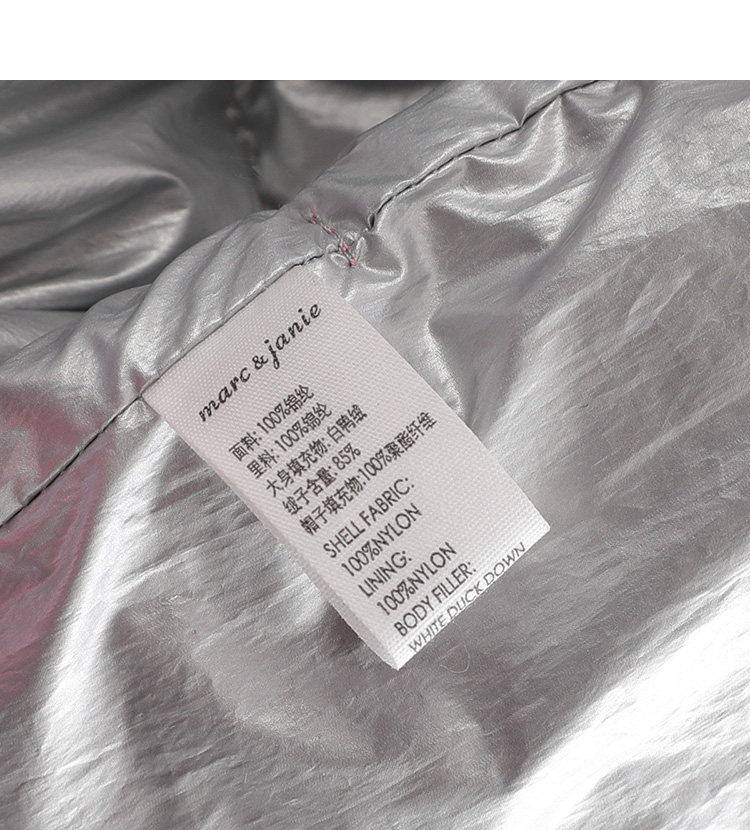 marc & janie
面料: 100%锦纶
里料: 100%锦纶
大身填充物: 白鸭绒
绒子含量: 85%
帽子填充物: 100%聚酯纤维
SHELL FABRIC:
100%NYLON
LINING:
100%NYLON
BODY FILLER:
WHITE DUCK DOWN